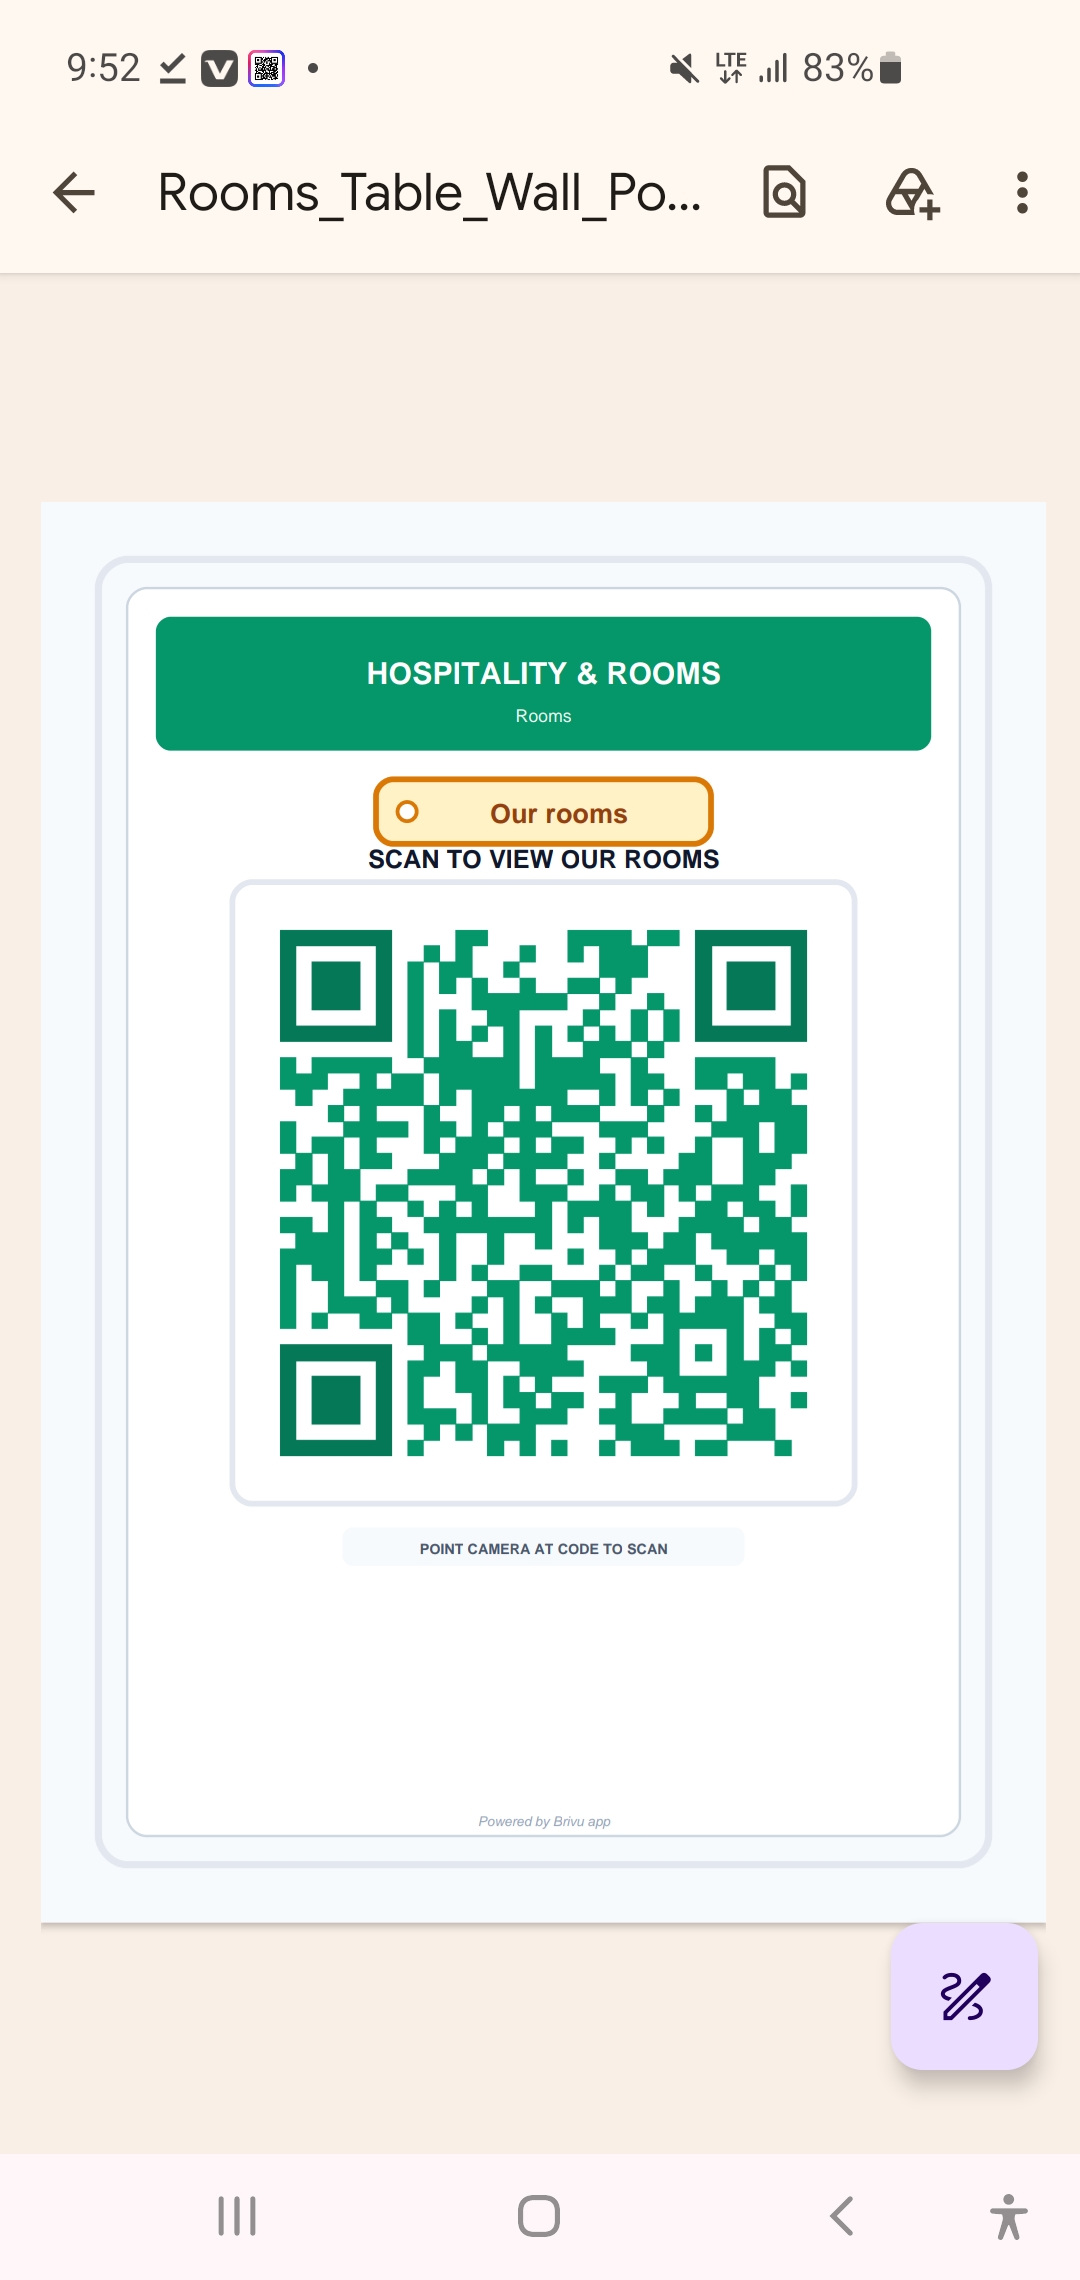 9:52
LTE
83%
Rooms_Table_Wall_Po...
HOSPITALITY & ROOMS
Rooms
Our rooms
SCAN TO VIEW OUR ROOMS
POINT CAMERA AT CODE TO SCAN
Powered by Brivu app